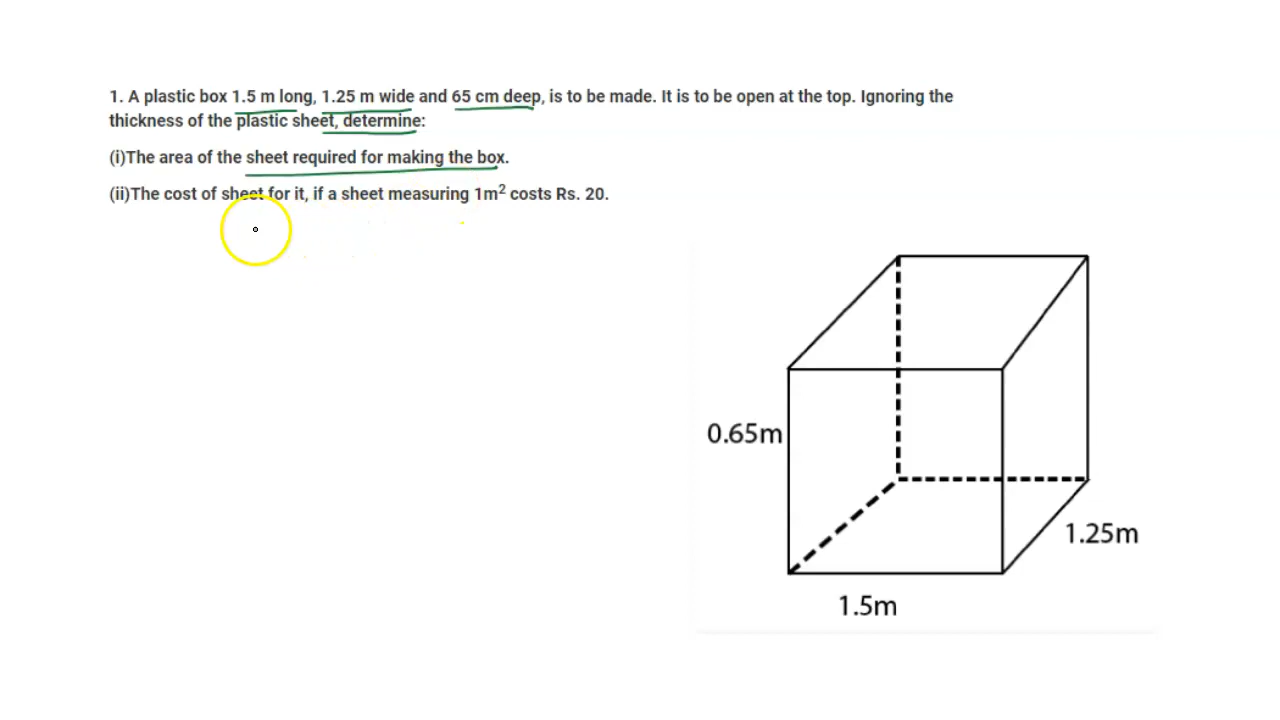 1. A plastic box 1.5 m long, 1.25 m wide and 65 cm deep, is to be made. It is to be open at the top. Ignoring the
thickness of the plastic sheet, determine:
(i)The area of the sheet required for making the box.
(ii)The cost of sheet for it, if a sheet measuring 1m² costs Rs. 20.
0.65m
1.25m
1.5m